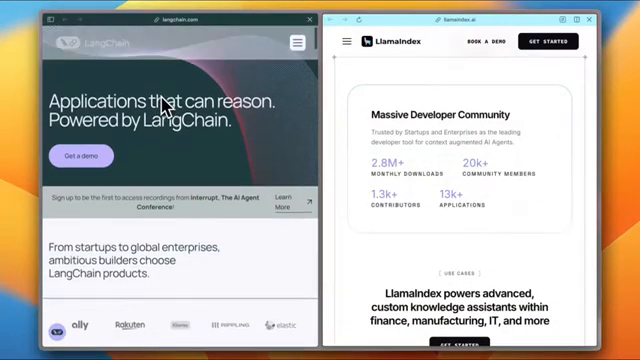 langchain.com
LangChain
Applications that can reason.
Powered by LangChain.
Get a demo
Sign up to be the first to access recordings from Interrupt, The AI Agent
Conference!
Learn
More
From startups to global enterprises,
ambitious builders choose
LangChain products.
ally
Rakuten
Klarna
RIPPLING
elastic
llamaindex.ai
LlamaIndex
BOOK A DEMO
GET STARTED
Massive Developer Community
Trusted by Startups and Enterprises as the leading
developer tool for context augmented AI Agents.
2.8M+
MONTHLY DOWNLOADS
20k+
COMMUNITY MEMBERS
1.3k+
CONTRIBUTORS
13k+
APPLICATIONS
[ USE CASES ]
LlamaIndex powers advanced,
custom knowledge assistants within
finance, manufacturing, IT, and more
GET STARTED